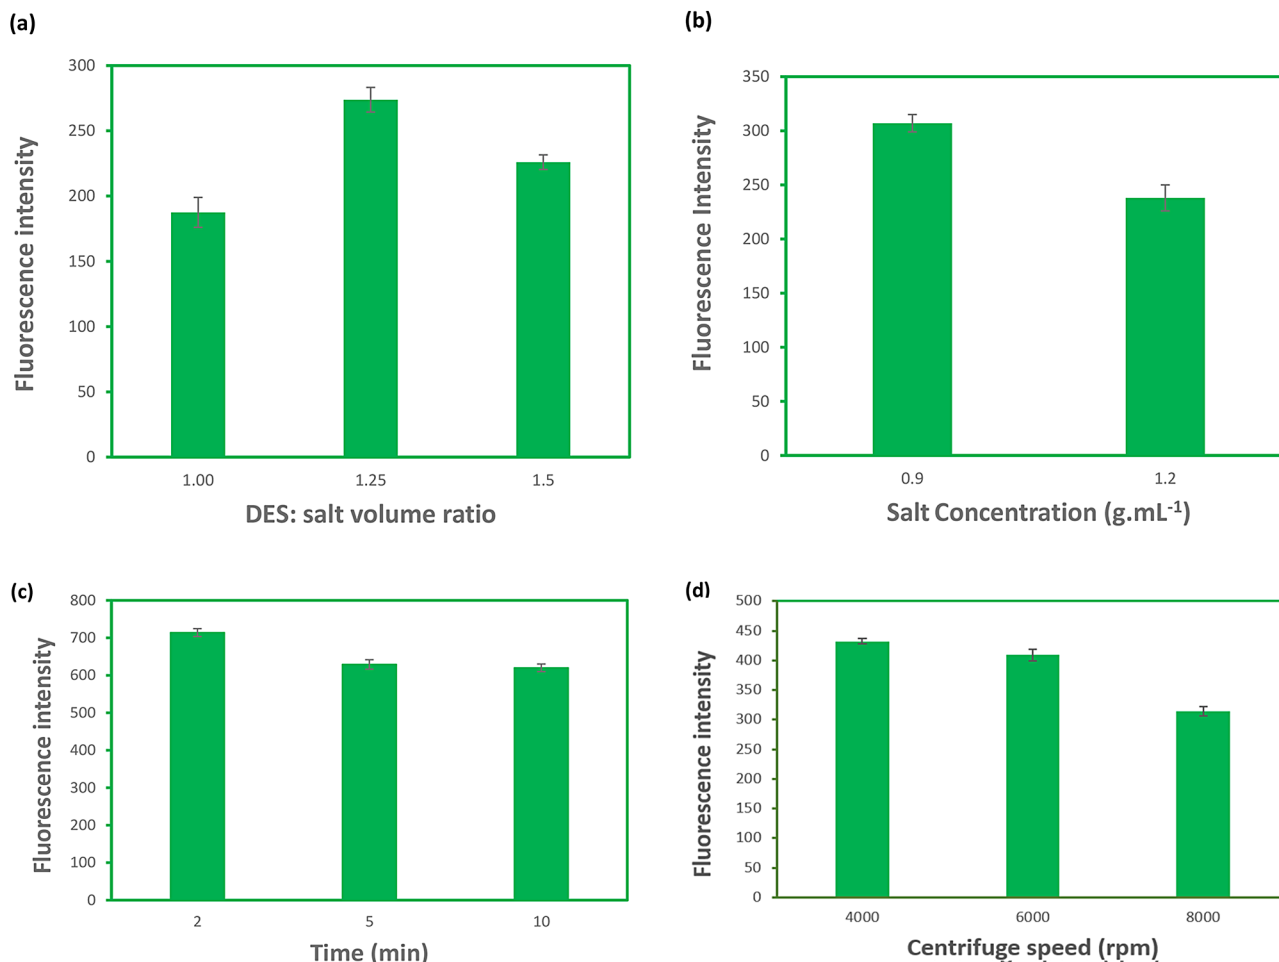 (a)
Fluorescence intensity
300
250
200
150
100
50
0
1.00 1.25 1.5
DES: salt volume ratio
(b)
Fluorescence Intensity
350
300
250
200
150
100
50
0
0.9 1.2
Salt Concentration (g.mL⁻¹)
(c)
Fluorescence intensity
800
700
600
500
400
300
200
100
0
2 5 10
Time (min)
(d)
Fluorescence intensity
500
450
400
350
300
250
200
150
100
50
0
4000 6000 8000
Centrifuge speed (rpm)